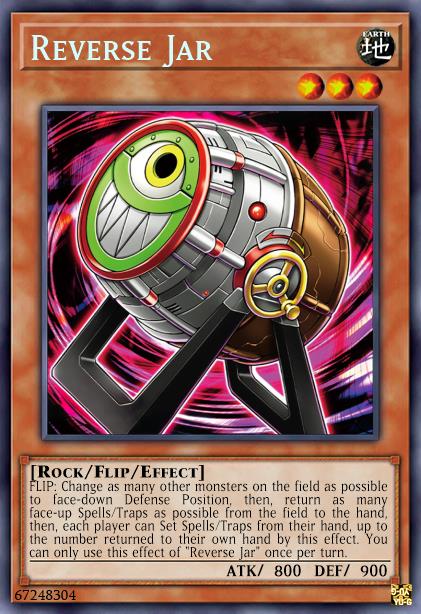 Reverse Jar
EARTH
地
[Rock/Flip/Effect]
FLIP: Change as many other monsters on the field as possible
to face-down Defense Position, then, return as many
face-up Spells/Traps as possible from the field to the hand,
then, each player can Set Spells/Traps from their hand, up to
the number returned to their own hand by this effect. You
can only use this effect of "Reverse Jar" once per turn.
ATK/ 800 DEF/ 900
67248304